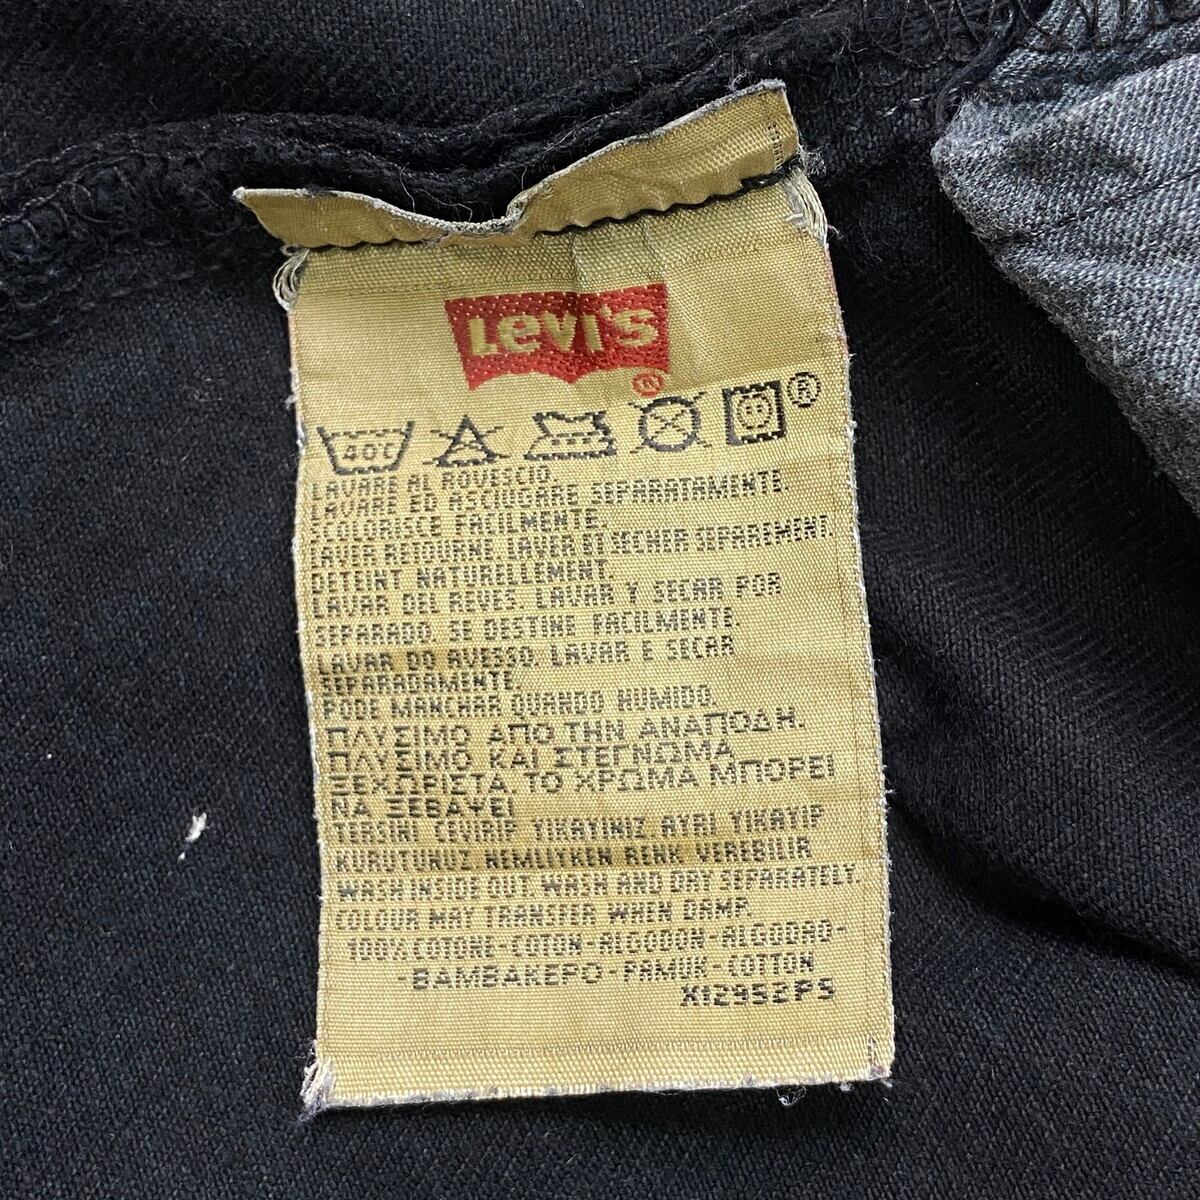 Levi's
®
40C
®
LAVARE AL ROVESCIO.
LAVARE ED ASCIUGARE SEPARATAMENTE.
SCOLORISCE FACILMENTE.
LAVER RETOURNE. LAVER ET SECHER SEPAREMENT.
DETEINT NATURELLEMENT
LAVAR DEL REVES. LAVAR Y SECAR POR
SEPARADO. SE DESTINE FACILMENTE.
LAVAR DO AVESSO. LAVAR E SECAR
SEPARADAMENTE.
PODE MANCHAR QUANDO HUMIDO.
ΠΛΥΣΙΜΟ ΑΠΟ ΤΗΝ ΑΝΑΠΟΔΗ.
ΠΛΥΣΙΜΟ ΚΑΙ ΣΤΕΓΝΩΜΑ
ΞΕΧΩΡΙΣΤΑ. ΤΟ ΧΡΩΜΑ ΜΠΟΡΕΙ
ΝΑ ΞΕΒΑΨΕΙ
TERSINI CEVIRIP YIKAYINIZ AYRI YIKAYIP
KURUTUNUZ NEMLIYKEN RENK VEREBILIR
WASH INSIDE OUT. WASH AND DRY SEPARATELY.
COLOUR MAY TRANSFER WHEN DAMP.
100% COTONE-COTON-ALGODON-ALGODAO-
-ΒΑΜΒΑΚΕΡΟ-PAMUK-COTTON
X12952PS